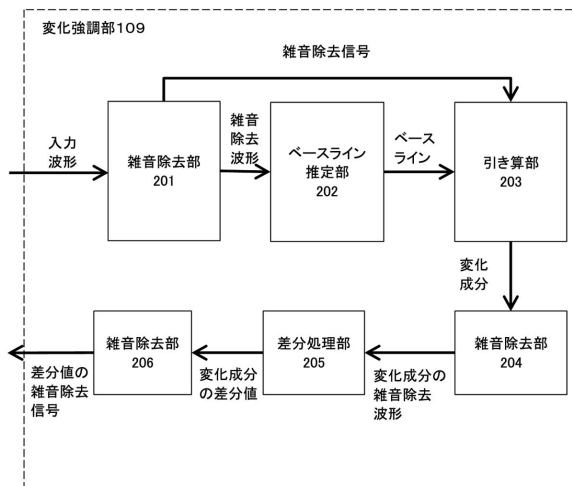 変化強調部109
雑音除去信号
入力
波形
雑音除去部
201
雑音
除去
波形
ベースライン
推定部
202
ベース
ライン
引き算部
203
変化
成分
雑音除去部
204
変化成分の
雑音除去
波形
差分処理部
205
変化成分
の差分値
雑音除去部
206
差分値の
雑音除去
信号